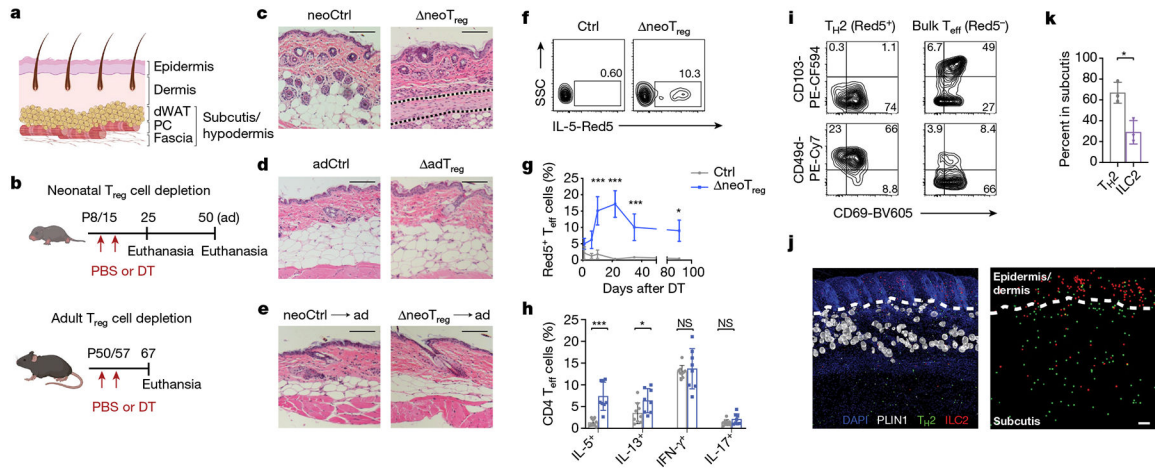 a
Epidermis
Dermis
dWAT
PC
Fascia
Subcutis/
hypodermis
b
Neonatal Treg cell depletion
P8/15 25 50 (ad)
Euthanasia
Euthanasia
PBS or DT
Adult Treg cell depletion
P50/57 67
Euthansia
PBS or DT
c
neoCtrl ΔneoTreg
d
adCtrl ΔadTreg
e
neoCtrl → ad ΔneoTreg → ad
f
Ctrl ΔneoTreg
SSC
0.60
10.3
IL-5-Red5
g
Ctrl
ΔneoTreg
Red5+ Teff cells (%)
25
20
15
10
5
0
*** ***
***
*
0 20 40 80 100
Days after DT
h
CD4 Teff cells (%)
25
20
15
10
5
0
*** * NS NS
IL-5+ IL-13+ IFN-γ+ IL-17+
i
TH2 (Red5+) Bulk Teff (Red5–)
CD103-
PE-CF594
0.3 1.1
74
6.7 49
27
CD49d-
PE-Cy7
23 66
8.8
3.9 8.4
66
CD69-BV605
j
DAPI PLIN1 TH2 ILC2
Epidermis/
dermis
Subcutis
k
Percent in subcutis
100
80
60
40
20
0
*
TH2 ILC2